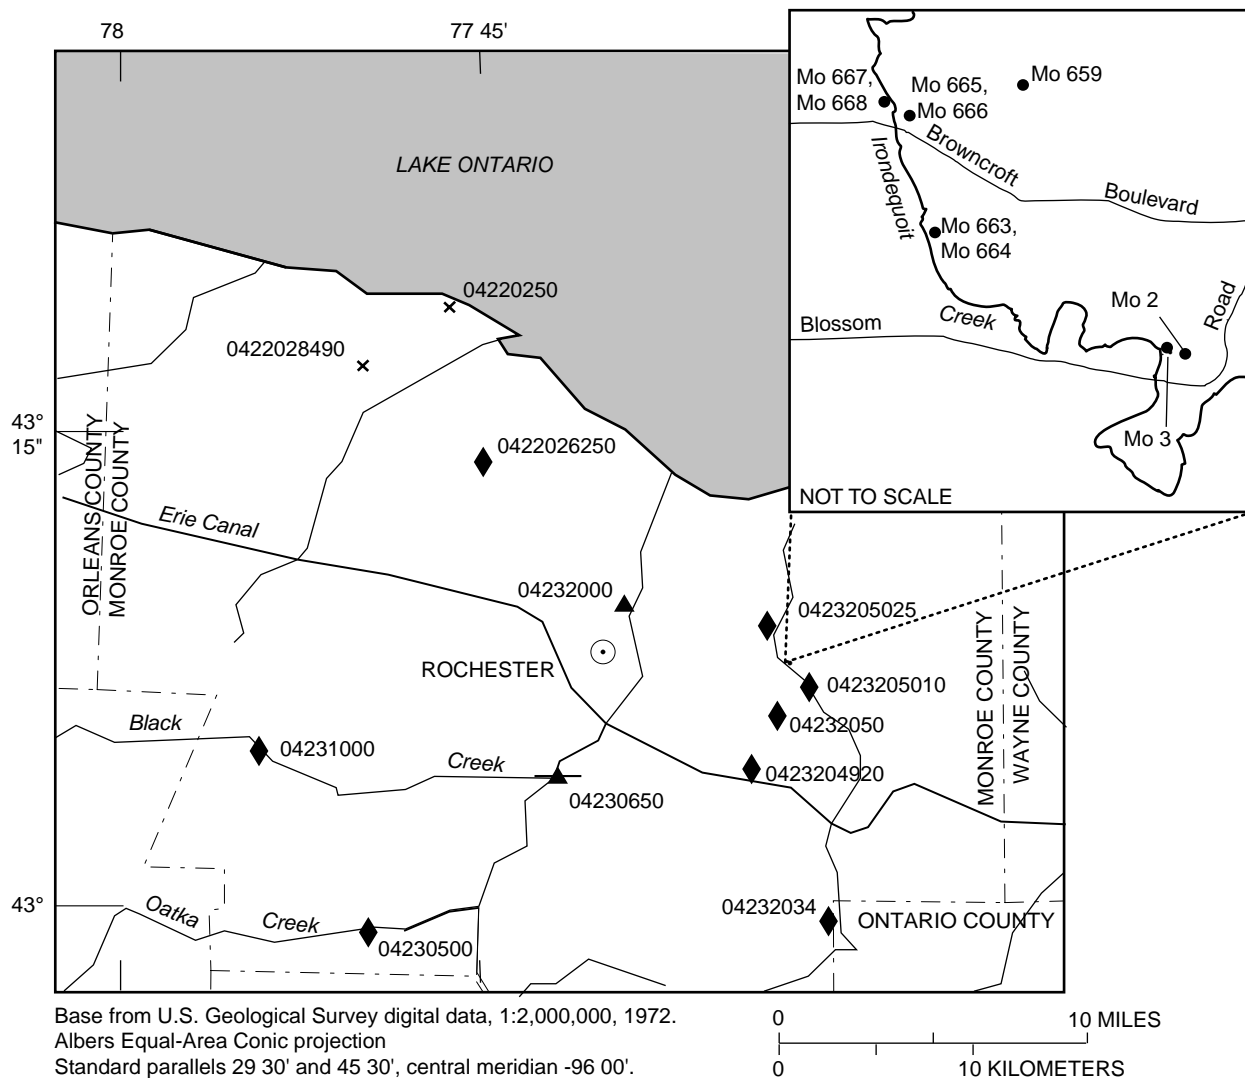 78
77 45'
Mo 667,
Mo 668
Mo 665,
Mo 666
Mo 659
Browncroft
Boulevard
Irondequoit
Mo 663,
Mo 664
LAKE ONTARIO
04220250
0422028490
Mo 2
Road
Blossom
Creek
Mo 3
NOT TO SCALE
43°
15"
0422026250
ORLEANS COUNTY
MONROE COUNTY
Erie Canal
04232000
0423205025
ROCHESTER
MONROE COUNTY
WAYNE COUNTY
0423205010
04232050
Black
04231000
Creek
0423204920
04230650
43°
Oatka
Creek
04230500
04232034
ONTARIO COUNTY
Base from U.S. Geological Survey digital data, 1:2,000,000, 1972.
Albers Equal-Area Conic projection
Standard parallels 29 30' and 45 30', central meridian -96 00'.
0 10 MILES
0 10 KILOMETERS